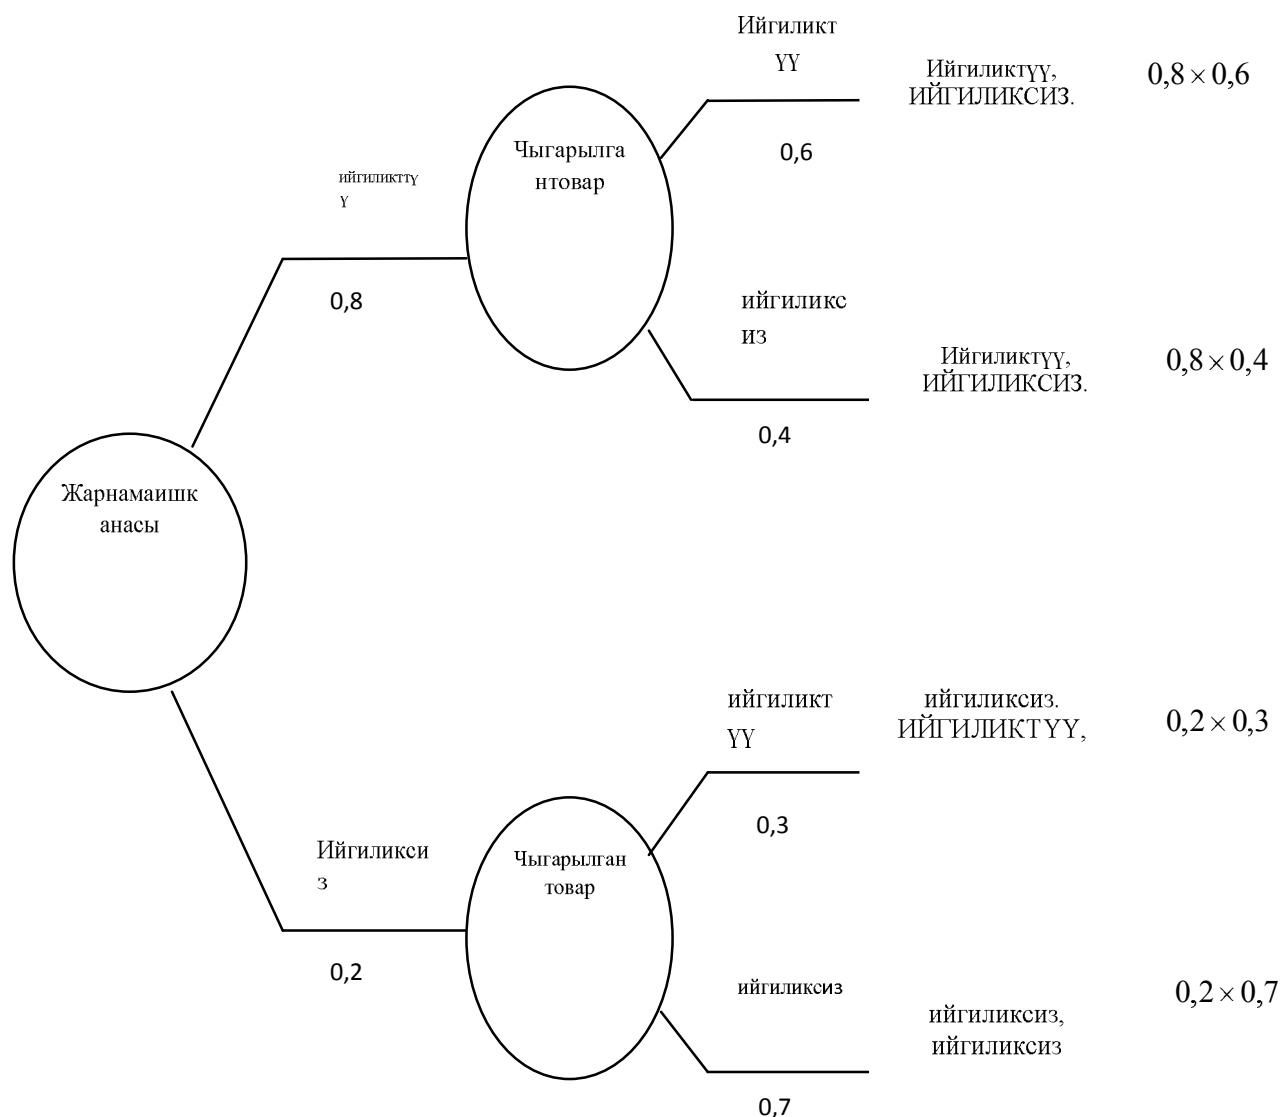 Ийгиликт
ҮҮ
Ийгиликтүү,
ИЙГИЛИКСИЗ.
0,8 × 0,6
Чыгарылга
нтовар
0,6
ийгиликттү
ү
0,8
ийгиликс
из
Ийгиликтүү,
ИЙГИЛИКСИЗ.
0,8 × 0,4
0,4
Жарнамаишк
анасы
ийгиликт
ҮҮ
ийгиликсиз.
ИЙГИЛИКТҮҮ,
0,2 × 0,3
0,3
Ийгиликси
з
Чыгарылган
товар
0,2
ийгиликсиз
ийгиликсиз,
ийгиликсиз
0,2 × 0,7
0,7